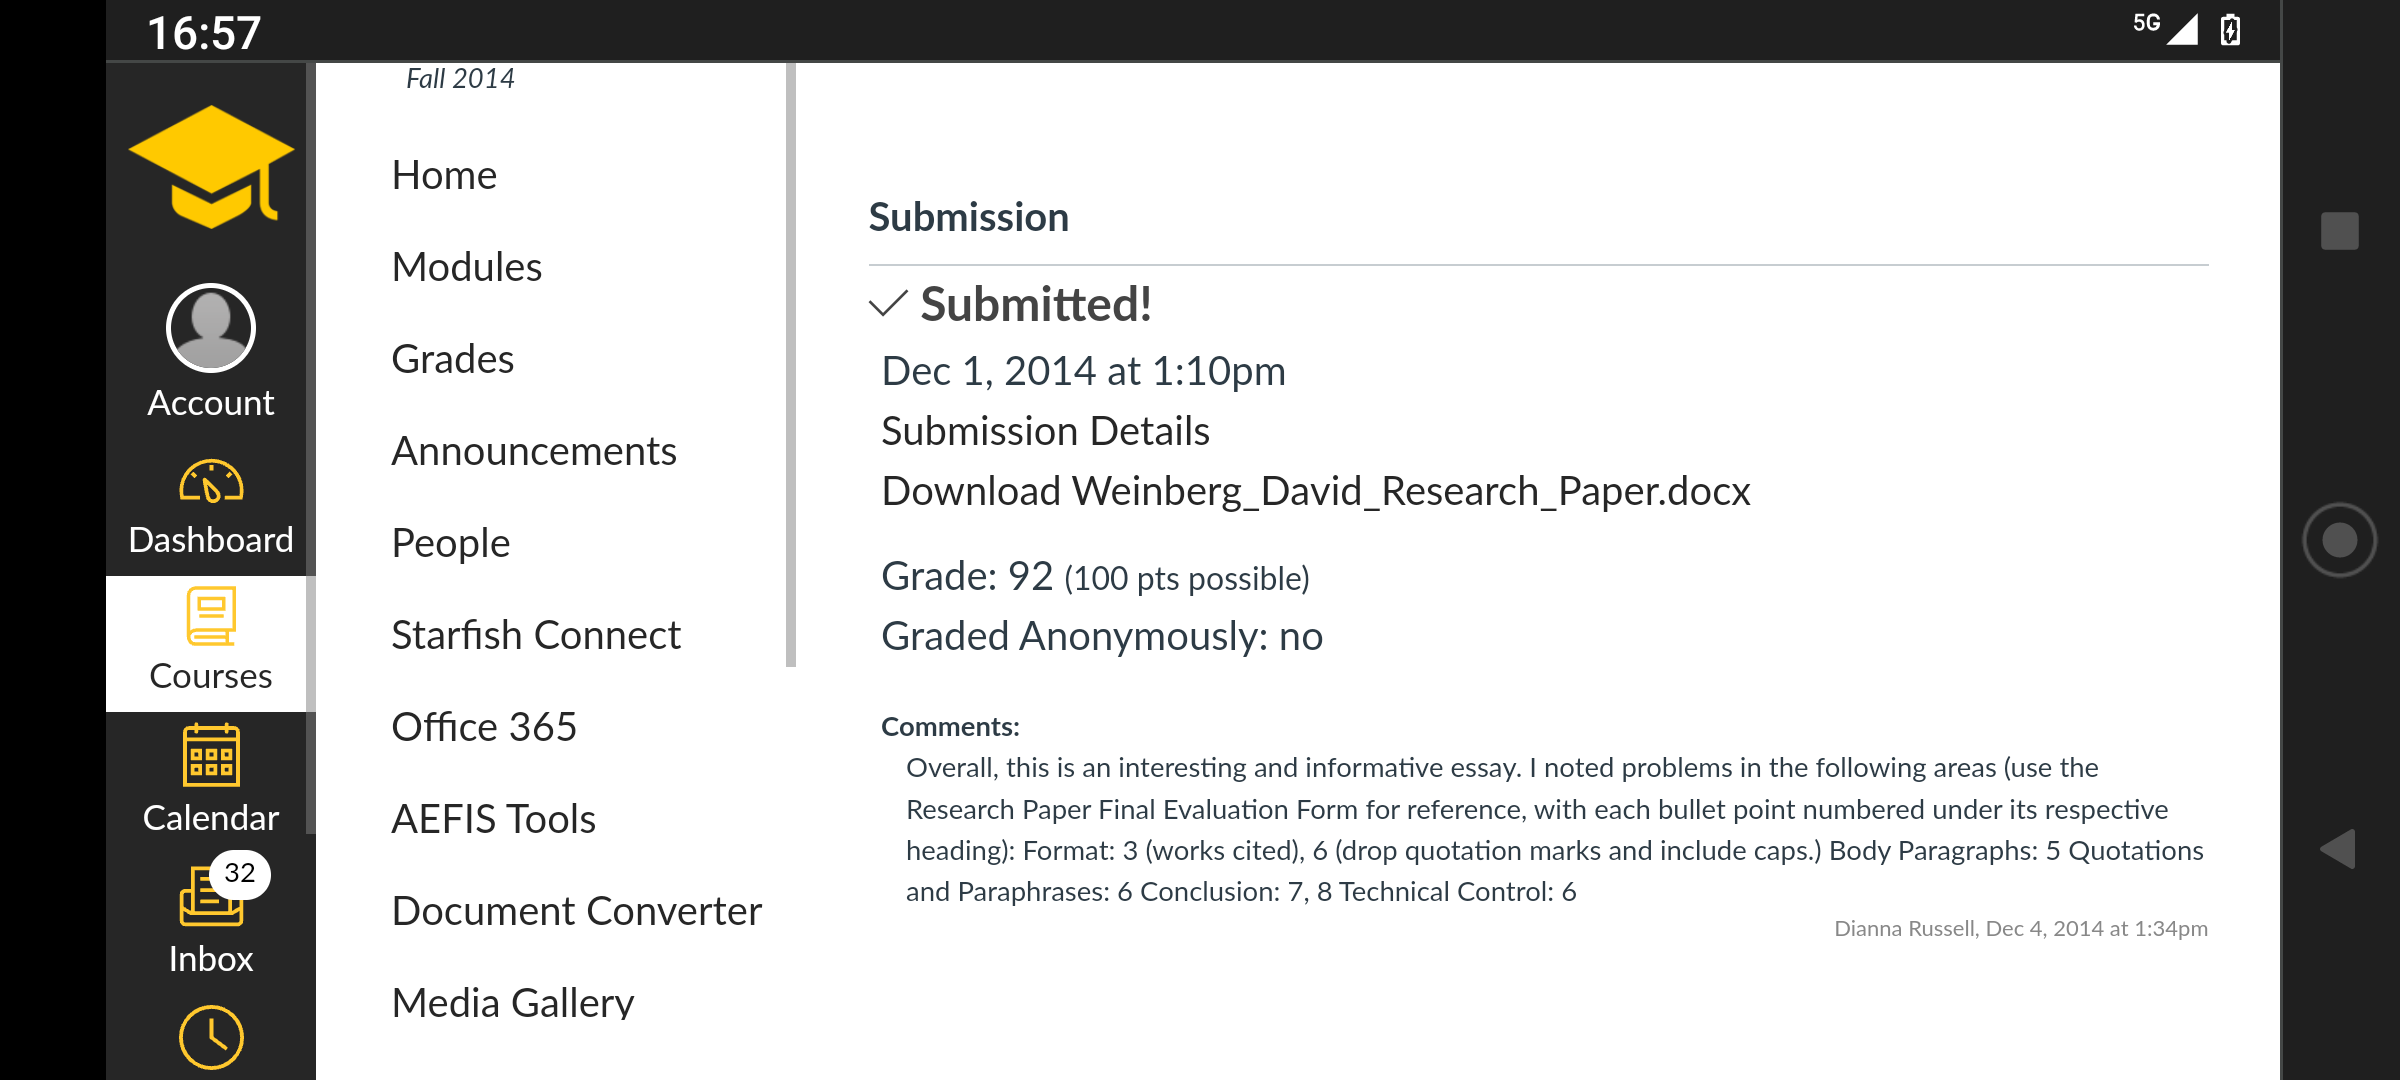 16:57
5G
Fall 2014
Account
Dashboard
Courses
Calendar
32
Inbox
Home
Modules
Grades
Announcements
People
Starfish Connect
Office 365
AEFIS Tools
Document Converter
Media Gallery
Submission
Submitted!
Dec 1, 2014 at 1:10pm
Submission Details
Download Weinberg_David_Research_Paper.docx
Grade: 92 (100 pts possible)
Graded Anonymously: no
Comments:
Overall, this is an interesting and informative essay. I noted problems in the following areas (use the
Research Paper Final Evaluation Form for reference, with each bullet point numbered under its respective
heading): Format: 3 (works cited), 6 (drop quotation marks and include caps.) Body Paragraphs: 5 Quotations
and Paraphrases: 6 Conclusion: 7, 8 Technical Control: 6
Dianna Russell, Dec 4, 2014 at 1:34pm